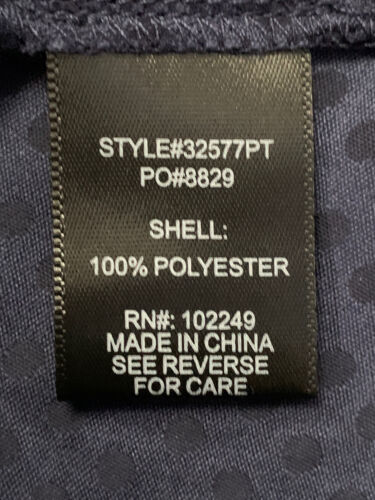 STYLE#32577PT
PO#8829
SHELL:
100% POLYESTER
RN#: 102249
MADE IN CHINA
SEE REVERSE
FOR CARE